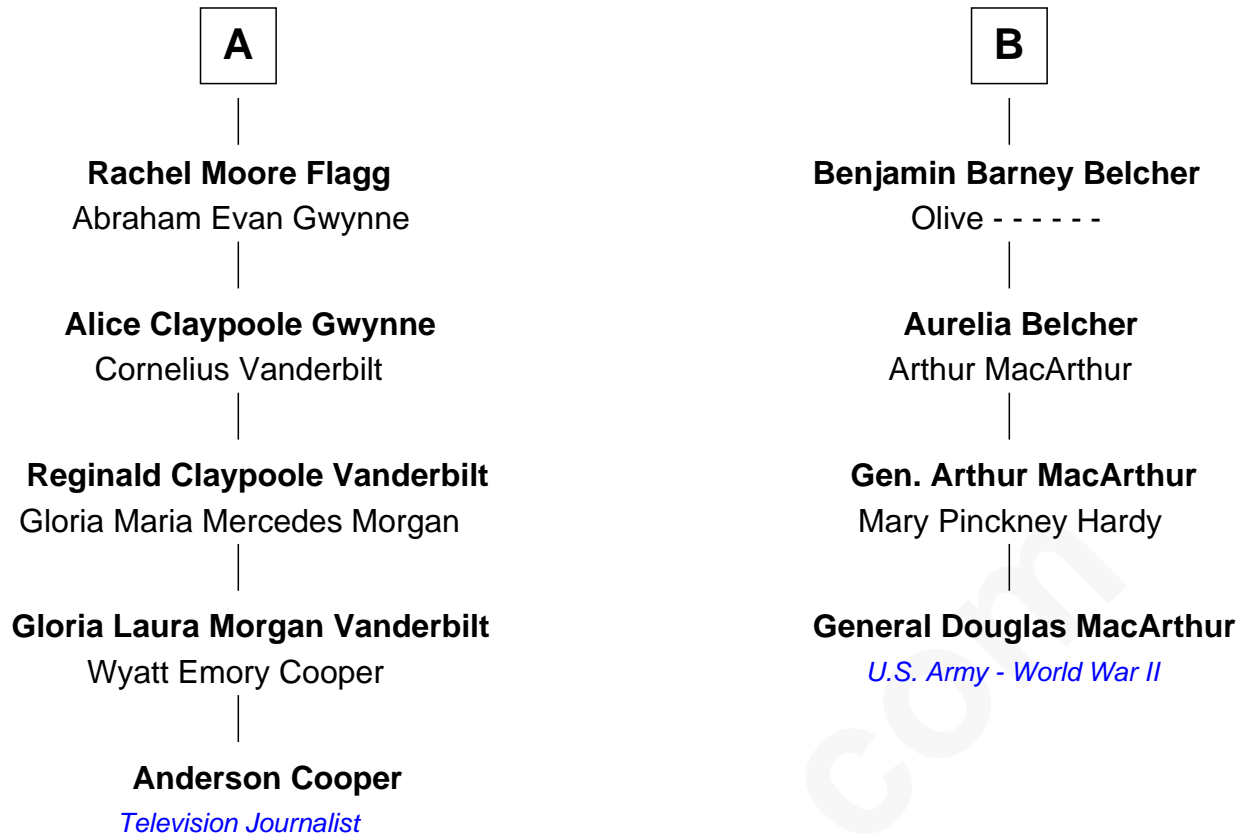 A
Rachel Moore Flagg
Abraham Evan Gwynne
Alice Claypoole Gwynne
Cornelius Vanderbilt
Reginald Claypoole Vanderbilt
Gloria Maria Mercedes Morgan
Gloria Laura Morgan Vanderbilt
Wyatt Emory Cooper
Anderson Cooper
Television Journalist
B
Benjamin Barney Belcher
Olive - - - - - -
Aurelia Belcher
Arthur MacArthur
Gen. Arthur MacArthur
Mary Pinckney Hardy
General Douglas MacArthur
U.S. Army - World War II
com